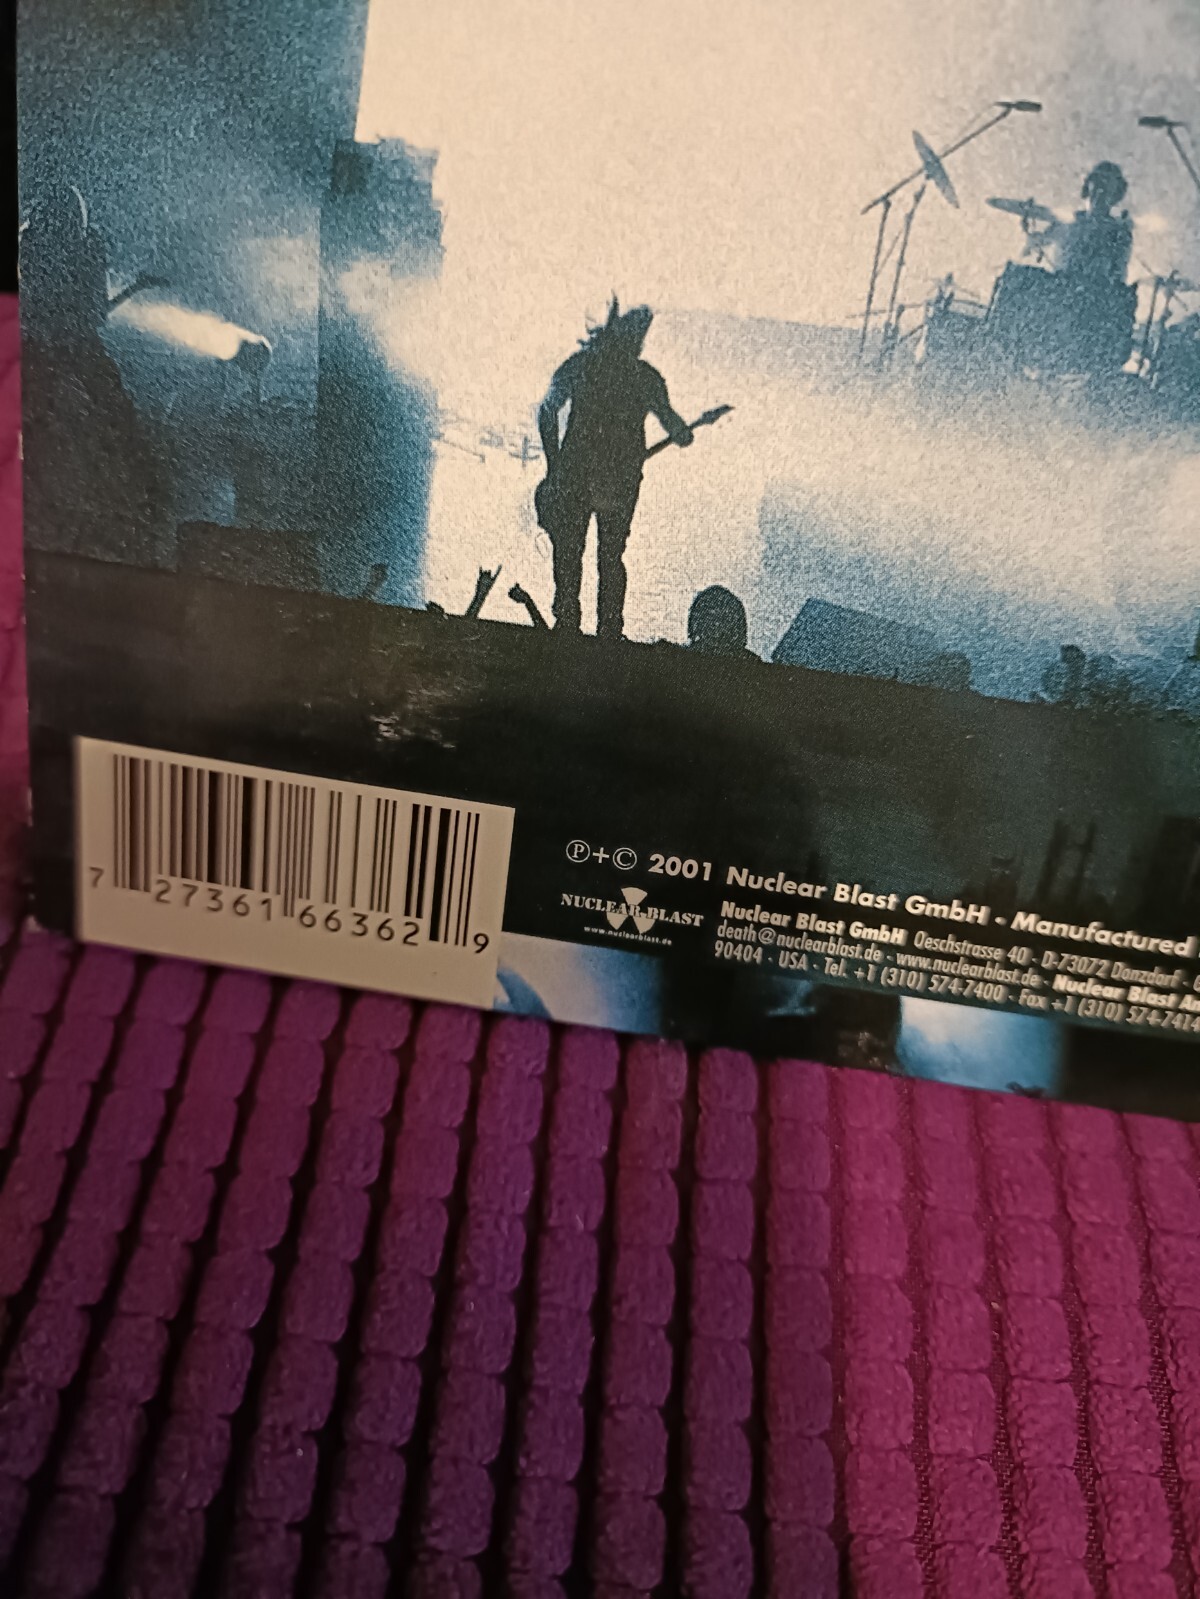 7 27361 66362 9
Ⓟ+© 2001 Nuclear Blast GmbH - Manufactured
NUCLEAR BLAST
www.nuclearblast.de
Nuclear Blast GmbH Oeschstrasse 40 - D-73072 Donzdorf -
death@nuclearblast.de - www.nuclearblast.de - Nuclear Blast A
90404 - USA - Tel. +1 (310) 574-7400 - Fax +1 (310) 574-741